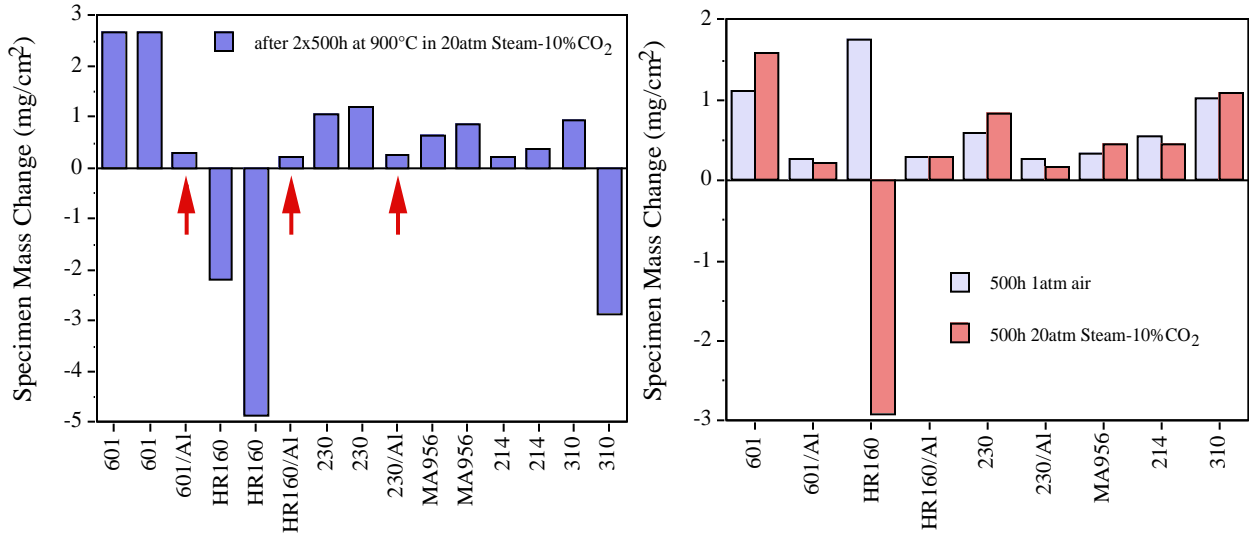 Specimen Mass Change (mg/cm2)
3
2
1
0
-1
-2
-3
-4
-5
after 2x500h at 900°C in 20atm Steam-10%CO2
601
601
601/Al
HR160
HR160
HR160/Al
230
230
230/Al
MA956
MA956
214
214
310
310
Specimen Mass Change (mg/cm2)
2
1
0
-1
-2
-3
500h 1atm air
500h 20atm Steam-10%CO2
601
601/Al
HR160
HR160/Al
230
230/Al
MA956
214
310